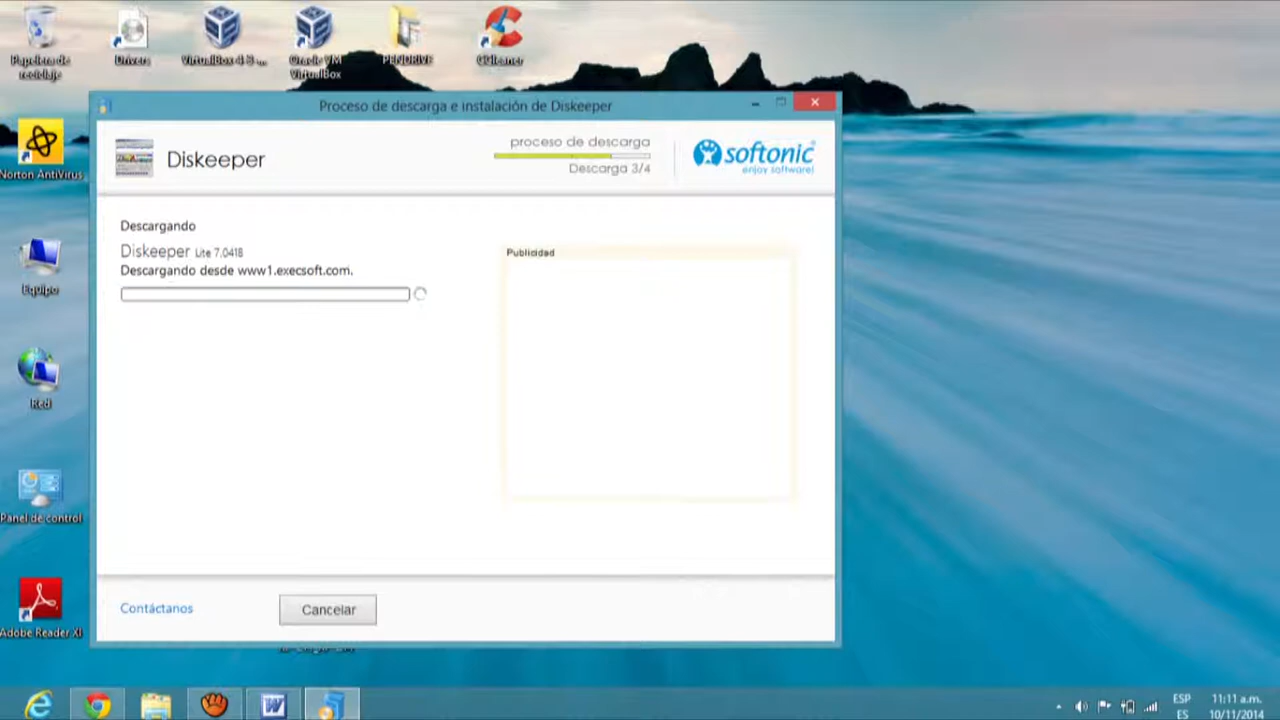 Papelera de reciclaje
Drivers
VirtualBox 4 3 ...
Oracle VM VirtualBox
PENDRIVE
CCleaner
Norton AntiVirus
Equipo
Red
Panel de control
Adobe Reader XI
Proceso de descarga e instalación de Diskeeper
Diskeeper
proceso de descarga
Descarga 3/4
softonic
enjoy software!
Descargando
Diskeeper Lite 7.0418
Descargando desde www1.execsoft.com.
Publicidad
Contáctanos
Cancelar
ESP
ES
11:11 a.m.
10/11/2014